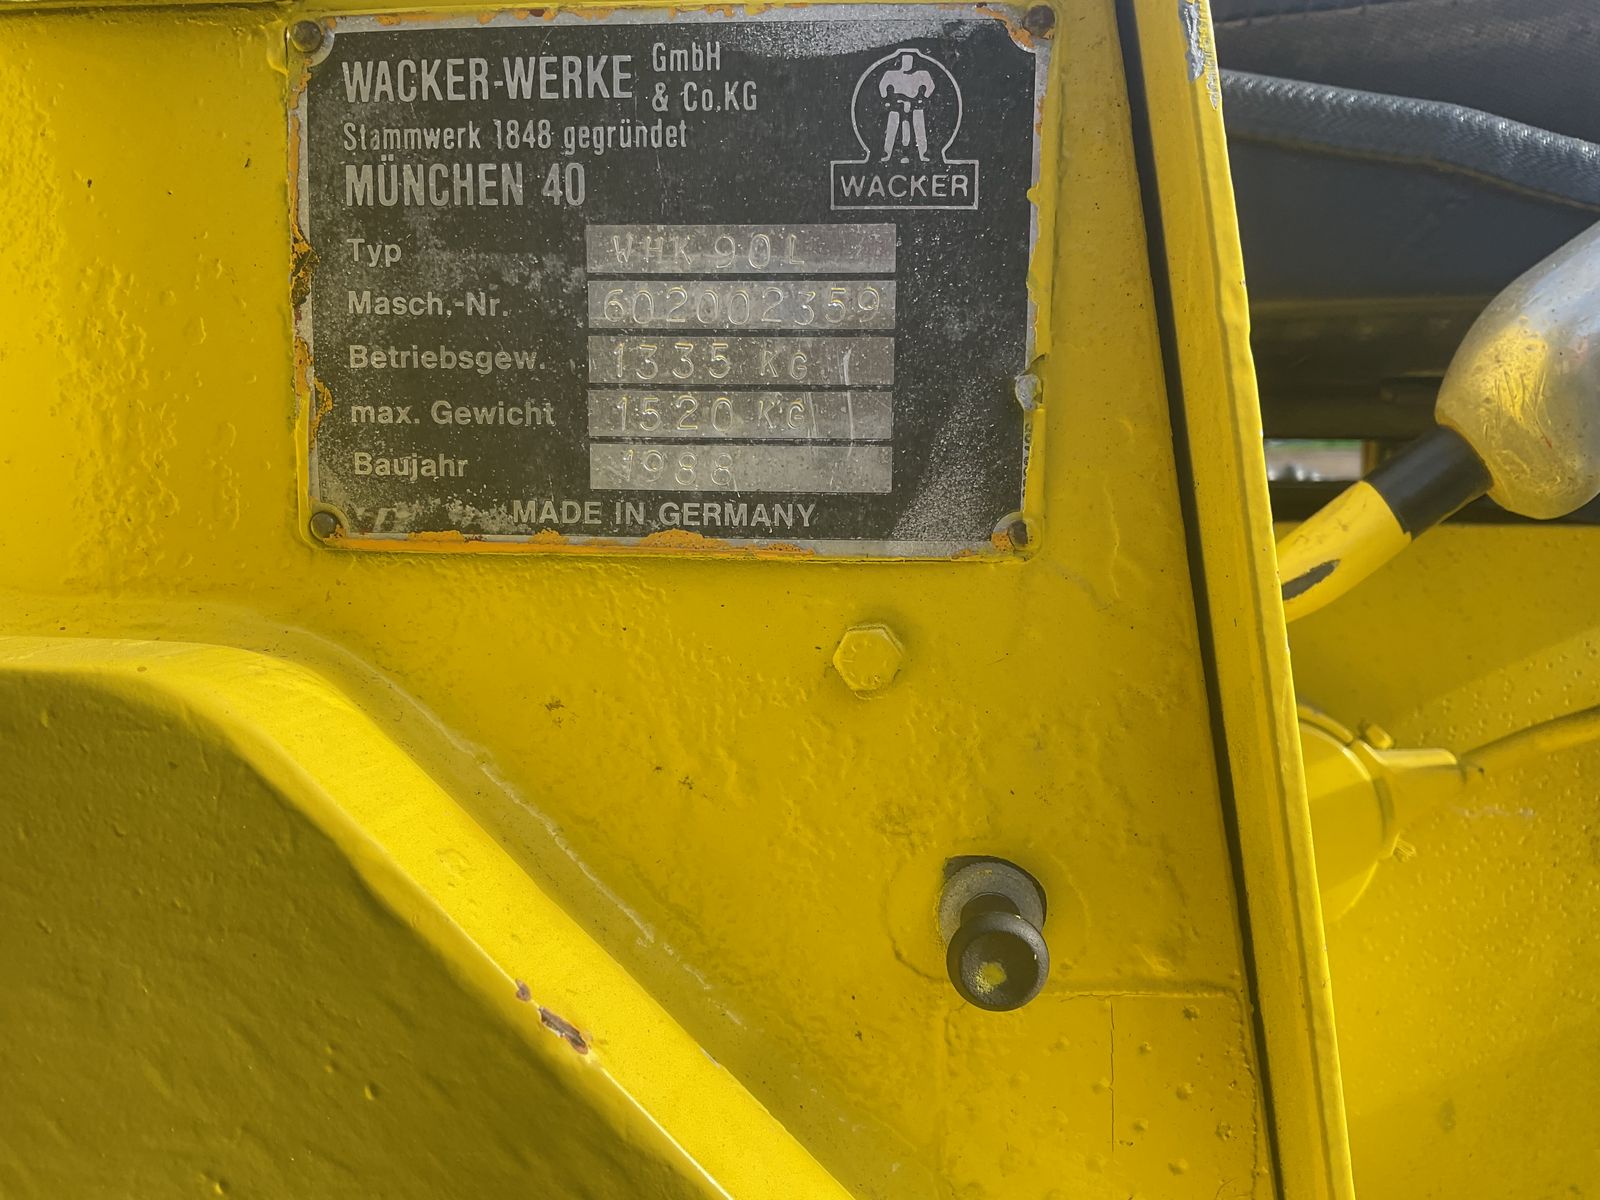 WACKER-WERKE GmbH & Co.KG
Stammwerk 1848 gegründet
MÜNCHEN 40
WACKER
Typ WHK 90L
Masch.-Nr. 602002359
Betriebsgew. 1335 KG
max. Gewicht 1520 KG
Baujahr 1988
MADE IN GERMANY